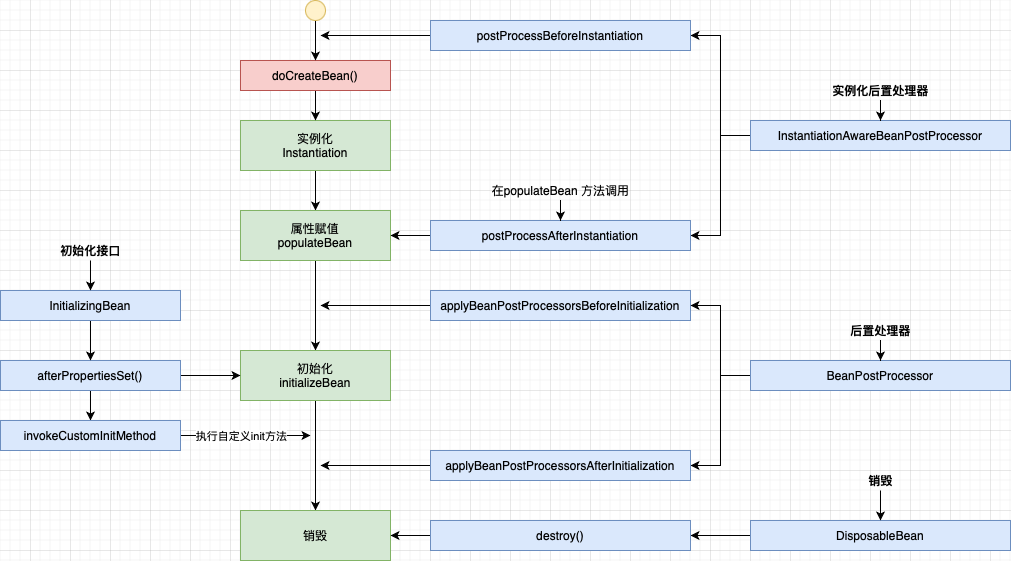 postProcessBeforeInstantiation
doCreateBean()
实例化后置处理器
实例化
Instantiation
InstantiationAwareBeanPostProcessor
在populateBean 方法调用
属性赋值
populateBean
postProcessAfterInstantiation
初始化接口
InitializingBean
applyBeanPostProcessorsBeforeInitialization
后置处理器
afterPropertiesSet()
初始化
initializeBean
BeanPostProcessor
invokeCustomInitMethod
执行自定义init方法
applyBeanPostProcessorsAfterInitialization
销毁
销毁
destroy()
DisposableBean